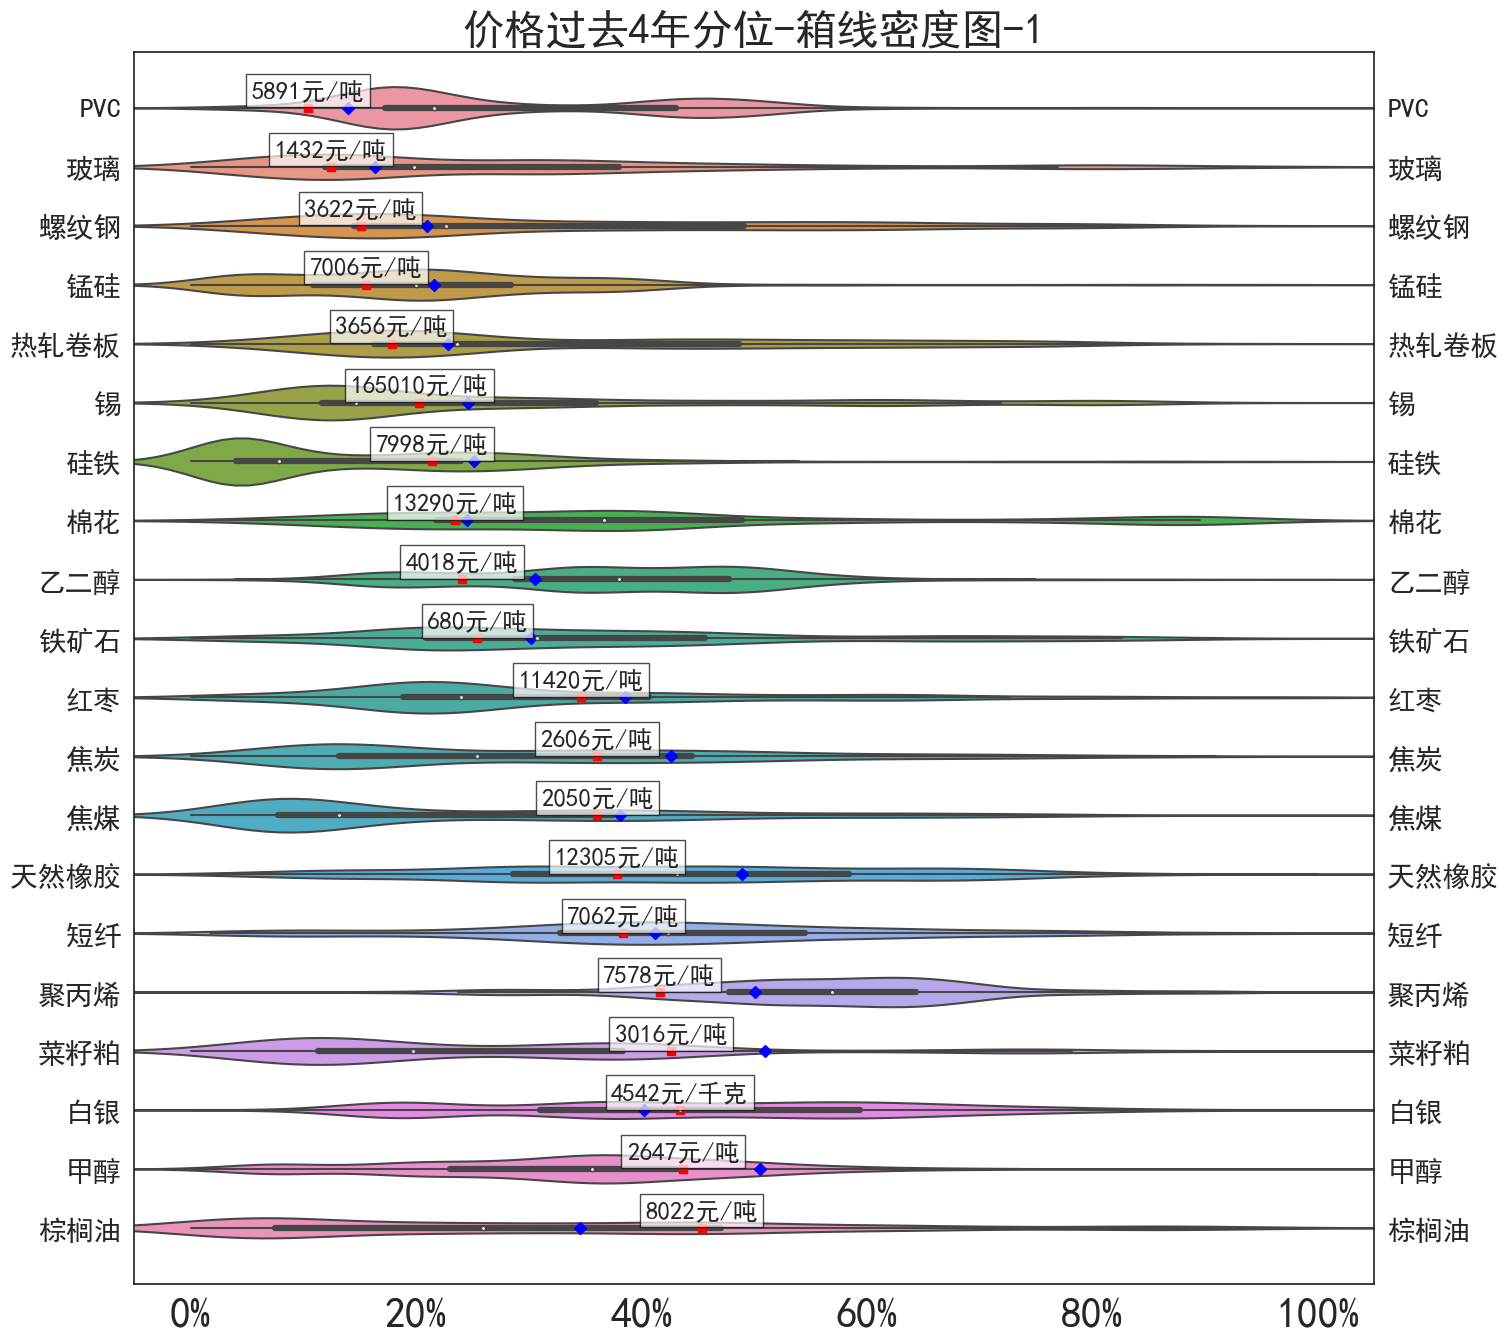 价格过去4年分位-箱线密度图-1
PVC 5891元/吨 PVC
玻璃 1432元/吨 玻璃
螺纹钢 3622元/吨 螺纹钢
锰硅 7006元/吨 锰硅
热轧卷板 3656元/吨 热轧卷板
锡 165010元/吨 锡
硅铁 7998元/吨 硅铁
棉花 13290元/吨 棉花
乙二醇 4018元/吨 乙二醇
铁矿石 680元/吨 铁矿石
红枣 11420元/吨 红枣
焦炭 2606元/吨 焦炭
焦煤 2050元/吨 焦煤
天然橡胶 12305元/吨 天然橡胶
短纤 7062元/吨 短纤
聚丙烯 7578元/吨 聚丙烯
菜籽粕 3016元/吨 菜籽粕
白银 4542元/千克 白银
甲醇 2647元/吨 甲醇
棕榈油 8022元/吨 棕榈油
0% 20% 40% 60% 80% 100%